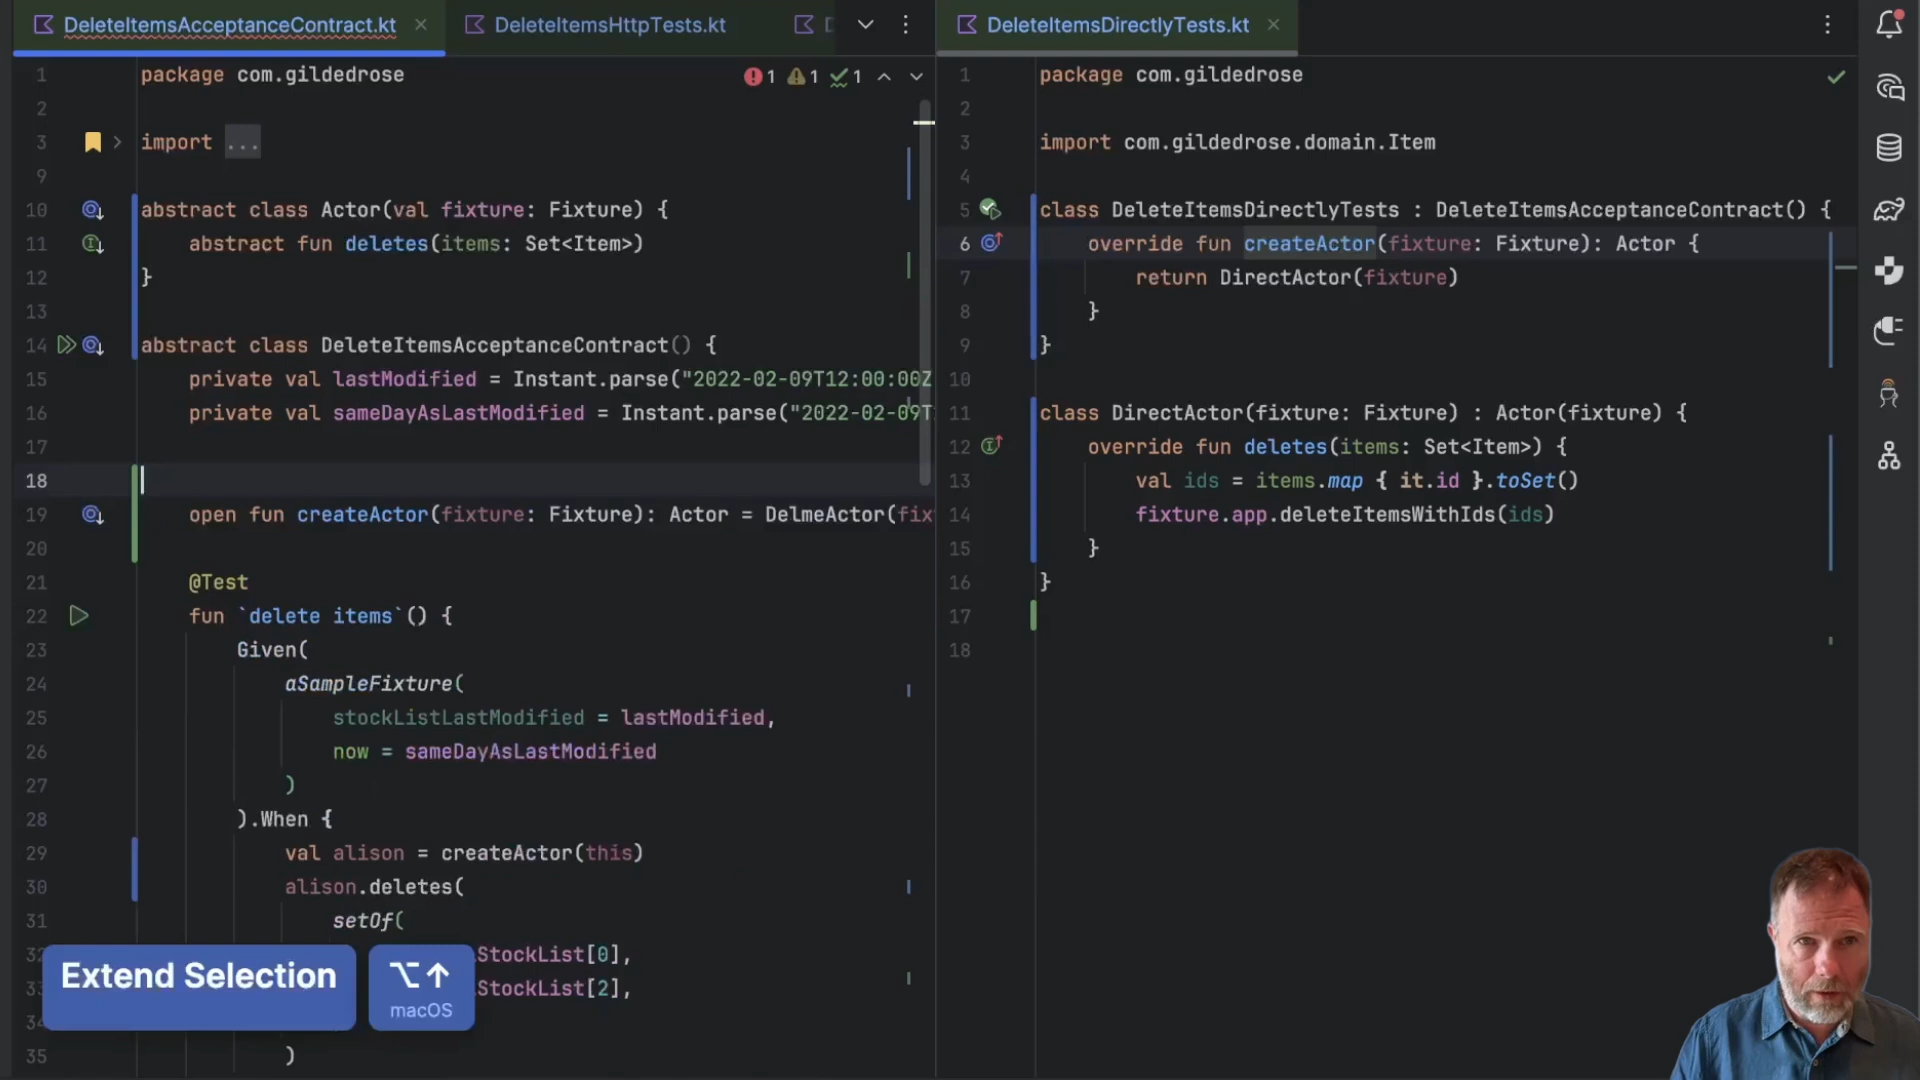 DeleteItemsAcceptanceContract.kt
DeleteItemsHttpTests.kt
1 package com.gildedrose
1 1 1
2
3 import ...
9
10 abstract class Actor(val fixture: Fixture) {
11 abstract fun deletes(items: Set<Item>)
12 }
13
14 abstract class DeleteItemsAcceptanceContract() {
15 private val lastModified = Instant.parse("2022-02-09T12:00:00Z
16 private val sameDayAsLastModified = Instant.parse("2022-02-09T
17
18
19 open fun createActor(fixture: Fixture): Actor = DelmeActor(fix
20
21 @Test
22 fun `delete items`() {
23 Given(
24 aSampleFixture(
25 stockListLastModified = lastModified,
26 now = sameDayAsLastModified
27 )
28 ).When {
29 val alison = createActor(this)
30 alison.deletes(
31 setOf(
32 StockList[0],
33 StockList[2],
34
35 )
Extend Selection
⌥↑
macOS
DeleteItemsDirectlyTests.kt
1 package com.gildedrose
2
3 import com.gildedrose.domain.Item
4
5 class DeleteItemsDirectlyTests : DeleteItemsAcceptanceContract() {
6 override fun createActor(fixture: Fixture): Actor {
7 return DirectActor(fixture)
8 }
9 }
10
11 class DirectActor(fixture: Fixture) : Actor(fixture) {
12 override fun deletes(items: Set<Item>) {
13 val ids = items.map { it.id }.toSet()
14 fixture.app.deleteItemsWithIds(ids)
15 }
16 }
17
18